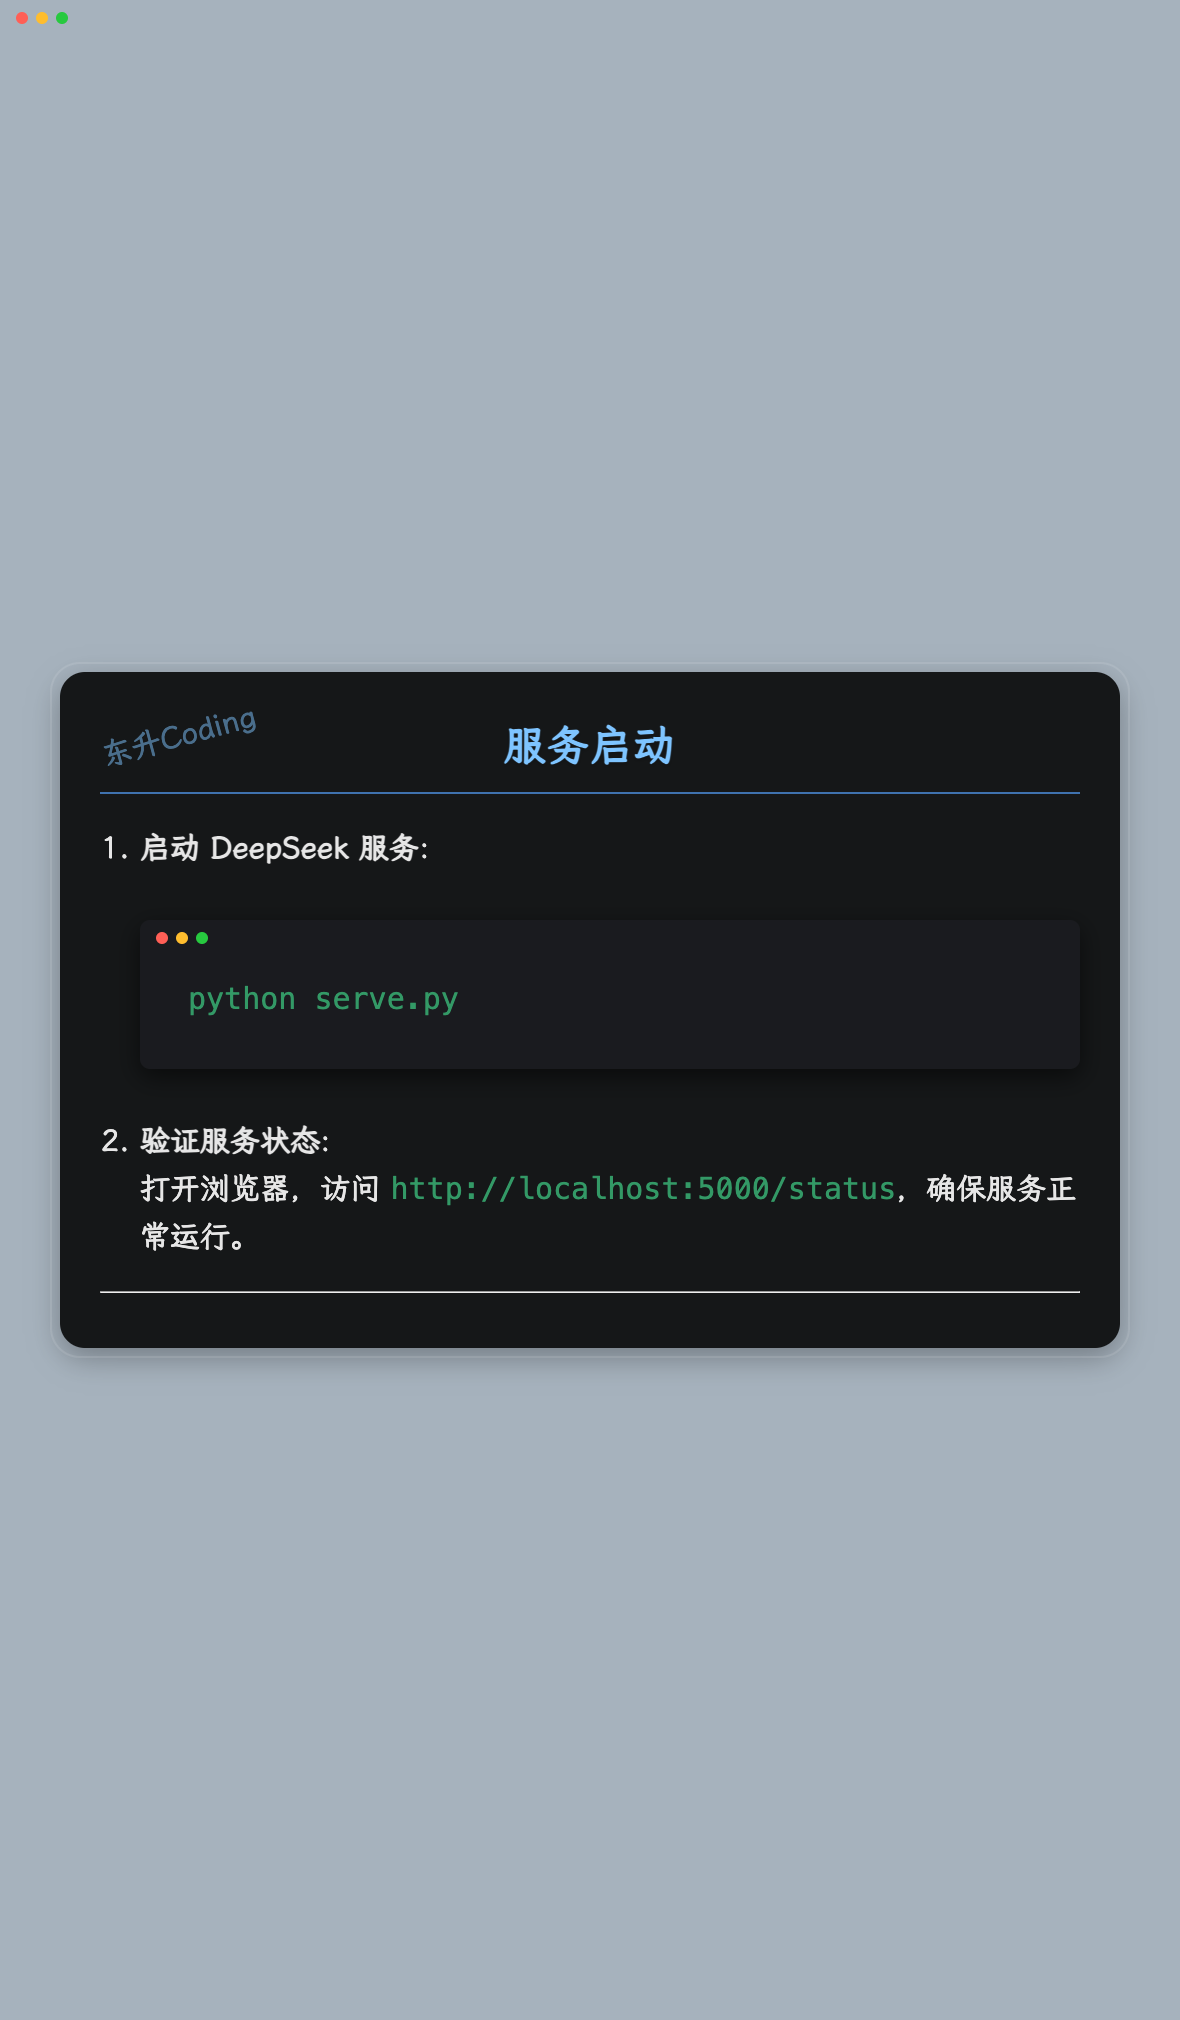 东升Coding
服务启动
1. 启动 DeepSeek 服务:
python serve.py
2. 验证服务状态:
打开浏览器，访问 http://localhost:5000/status，确保服务正
常运行。